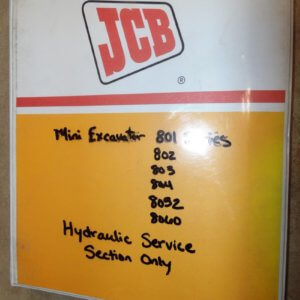 JCB
®
Mini Excavator 801 Series
802
803
804
8052
8060
Hydraulic Service
Section Only